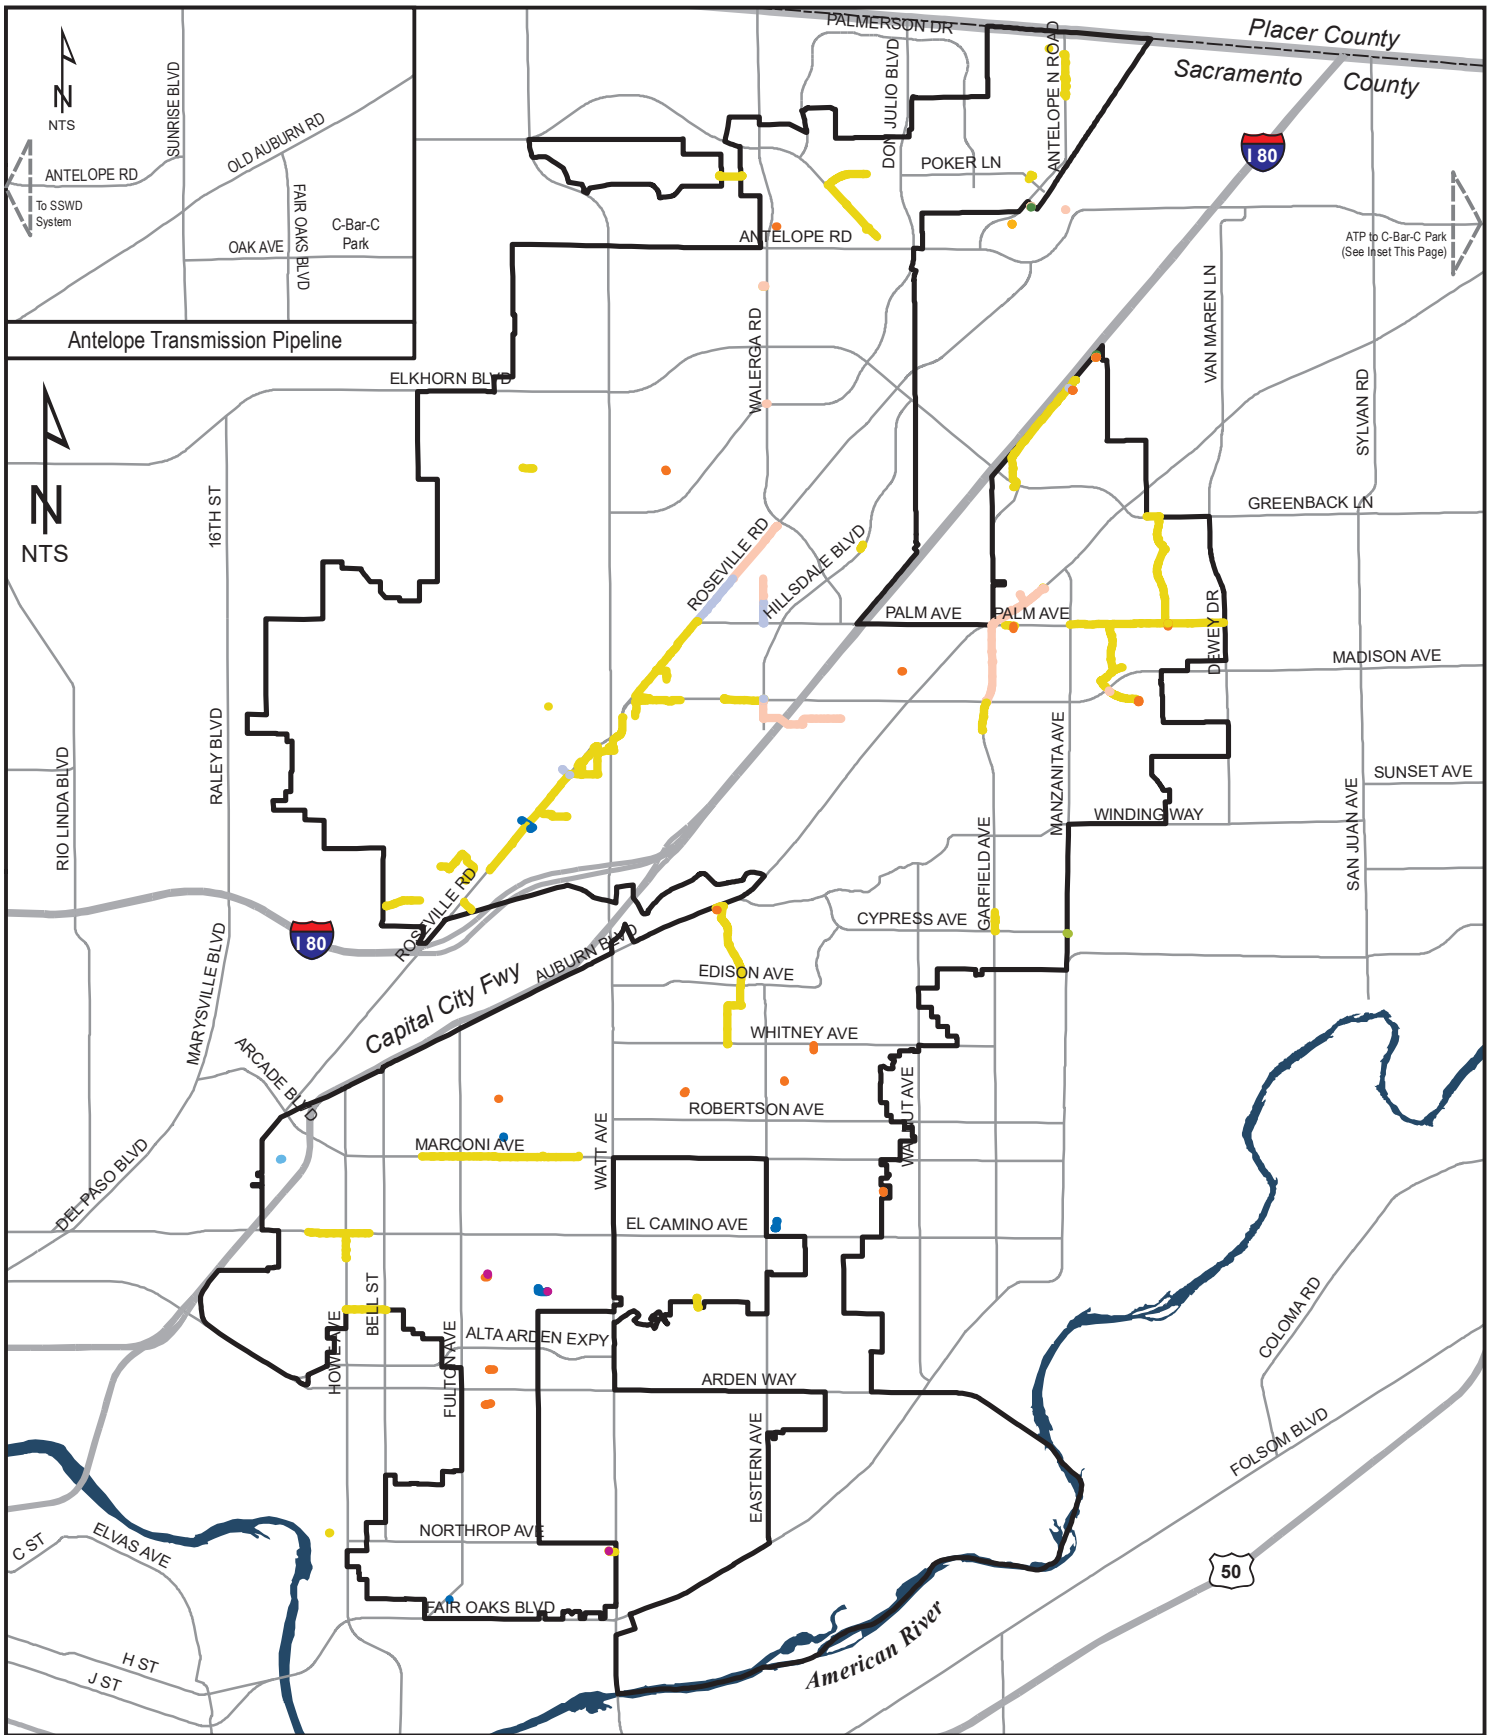 PALMERSON DR
Placer County
Sacramento County
DON JULIO BLVD
ANTELOPE N ROAD
N
NTS
SUNRISE BLVD
OLD AUBURN RD
ANTELOPE RD
To SSWD
System
FAIR OAKS BLVD
C-Bar-C
Park
OAK AVE
Antelope Transmission Pipeline
I 80
POKER LN
ANTELOPE RD
ATP to C-Bar-C Park
(See Inset This Page)
VAN MAREN LN
WALERGA RD
SYLVAN RD
ELKHORN BLVD
N
NTS
16TH ST
GREENBACK LN
ROSEVILLE RD
HILLSDALE BLVD
PALM AVE
PALM AVE
DEWEY DR
MADISON AVE
RALEY BLVD
RIO LINDA BLVD
MANZANITA AVE
SUNSET AVE
WINDING WAY
SAN JUAN AVE
GARFIELD AVE
ROSEVILLE RD
CYPRESS AVE
I 80
AUBURN BLVD
MARYSVILLE BLVD
EDISON AVE
Capital City Fwy
WHITNEY AVE
ARCADE BLVD
WALNUT AVE
ROBERTSON AVE
MARCONI AVE
WATT AVE
DEL PASO BLVD
EL CAMINO AVE
BELL ST
HOWE AVE
FULTON AVE
ALTA ARDEN EXPY
COLOMA RD
ARDEN WAY
EASTERN AVE
FOLSOM BLVD
NORTHROP AVE
C ST
ELVAS AVE
50
FAIR OAKS BLVD
American River
H ST
J ST